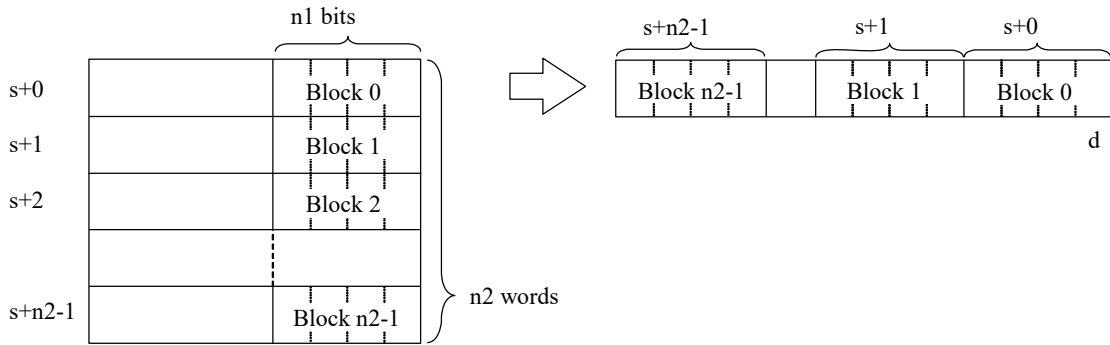 n1 bits
s+0
Block 0
s+1
Block 1
s+2
Block 2
s+n2-1
Block n2-1
n2 words
s+n2-1
s+1
s+0
Block n2-1
Block 1
Block 0
d